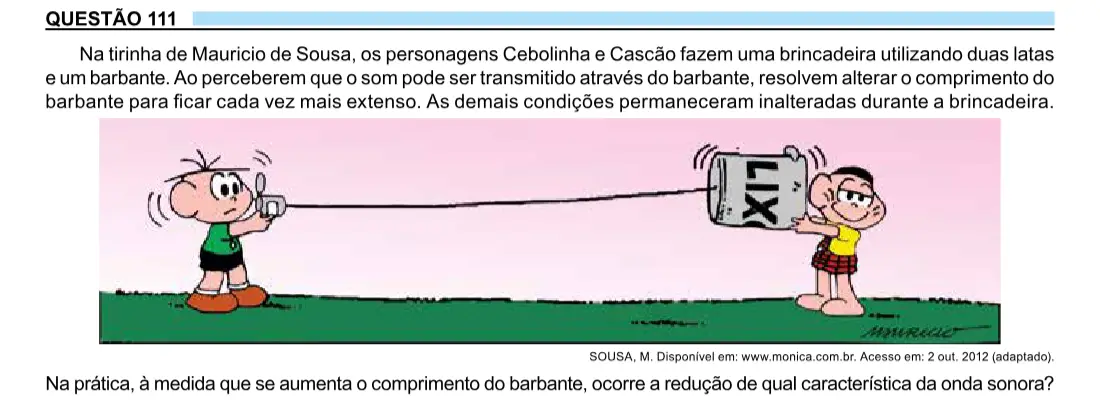 QUESTÃO 111
Na tirinha de Mauricio de Sousa, os personagens Cebolinha e Cascão fazem uma brincadeira utilizando duas latas
e um barbante. Ao perceberem que o som pode ser transmitido através do barbante, resolvem alterar o comprimento do
barbante para ficar cada vez mais extenso. As demais condições permaneceram inalteradas durante a brincadeira.
LIXO
MAURICIO
SOUSA, M. Disponível em: www.monica.com.br. Acesso em: 2 out. 2012 (adaptado).
Na prática, à medida que se aumenta o comprimento do barbante, ocorre a redução de qual característica da onda sonora?